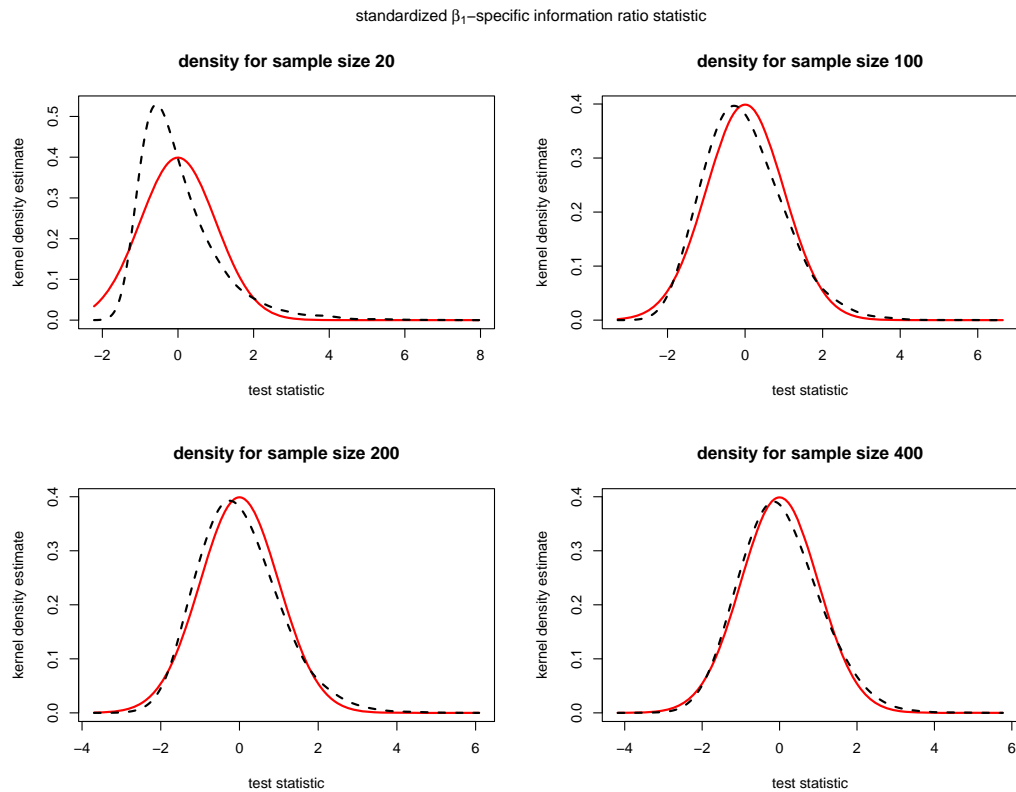 standardized β1−specific information ratio statistic
density for sample size 20
kernel density estimate
0.0 0.1 0.2 0.3 0.4 0.5
−2 0 2 4 6 8
test statistic
density for sample size 100
kernel density estimate
0.0 0.1 0.2 0.3 0.4
−2 0 2 4 6
test statistic
density for sample size 200
kernel density estimate
0.0 0.1 0.2 0.3 0.4
−4 −2 0 2 4 6
test statistic
density for sample size 400
kernel density estimate
0.0 0.1 0.2 0.3 0.4
−4 −2 0 2 4 6
test statistic